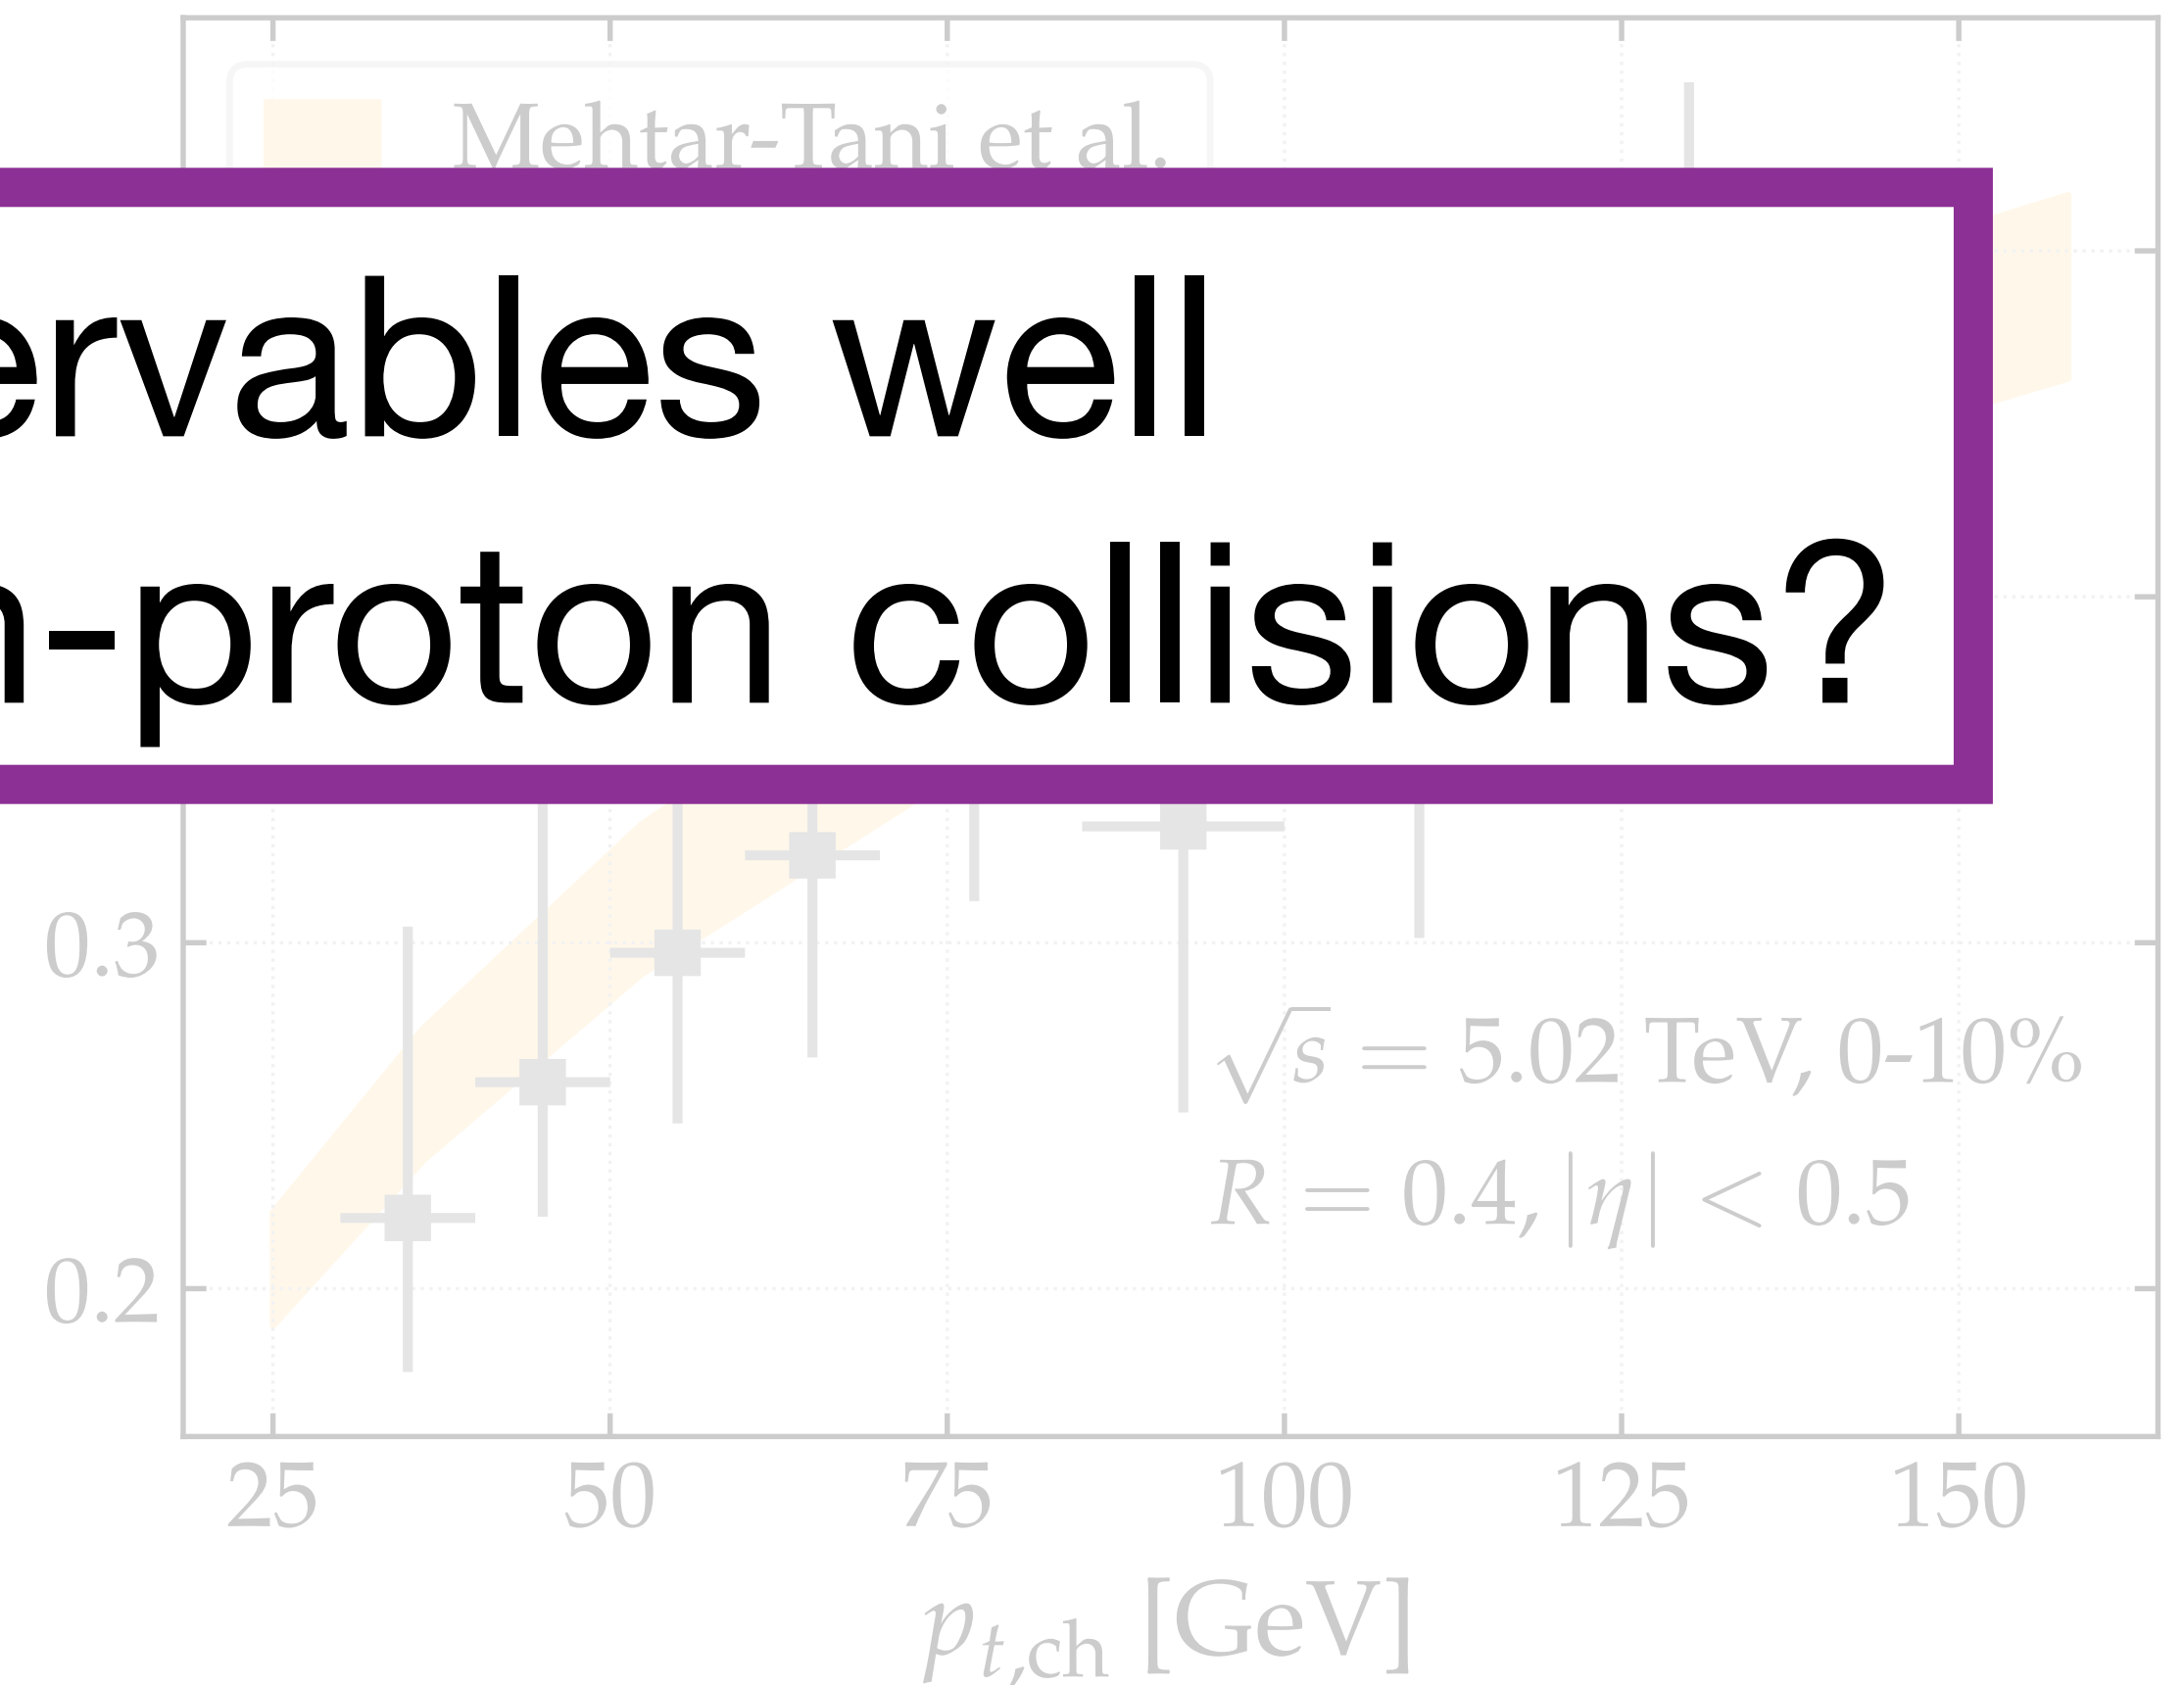 Mehtar-Tani et al.
ervables well
-proton collisions?
0.3
√s = 5.02 TeV, 0-10%
R = 0.4, |η| < 0.5
0.2
25 50 75 100 125 150
p_{t,ch} [GeV]